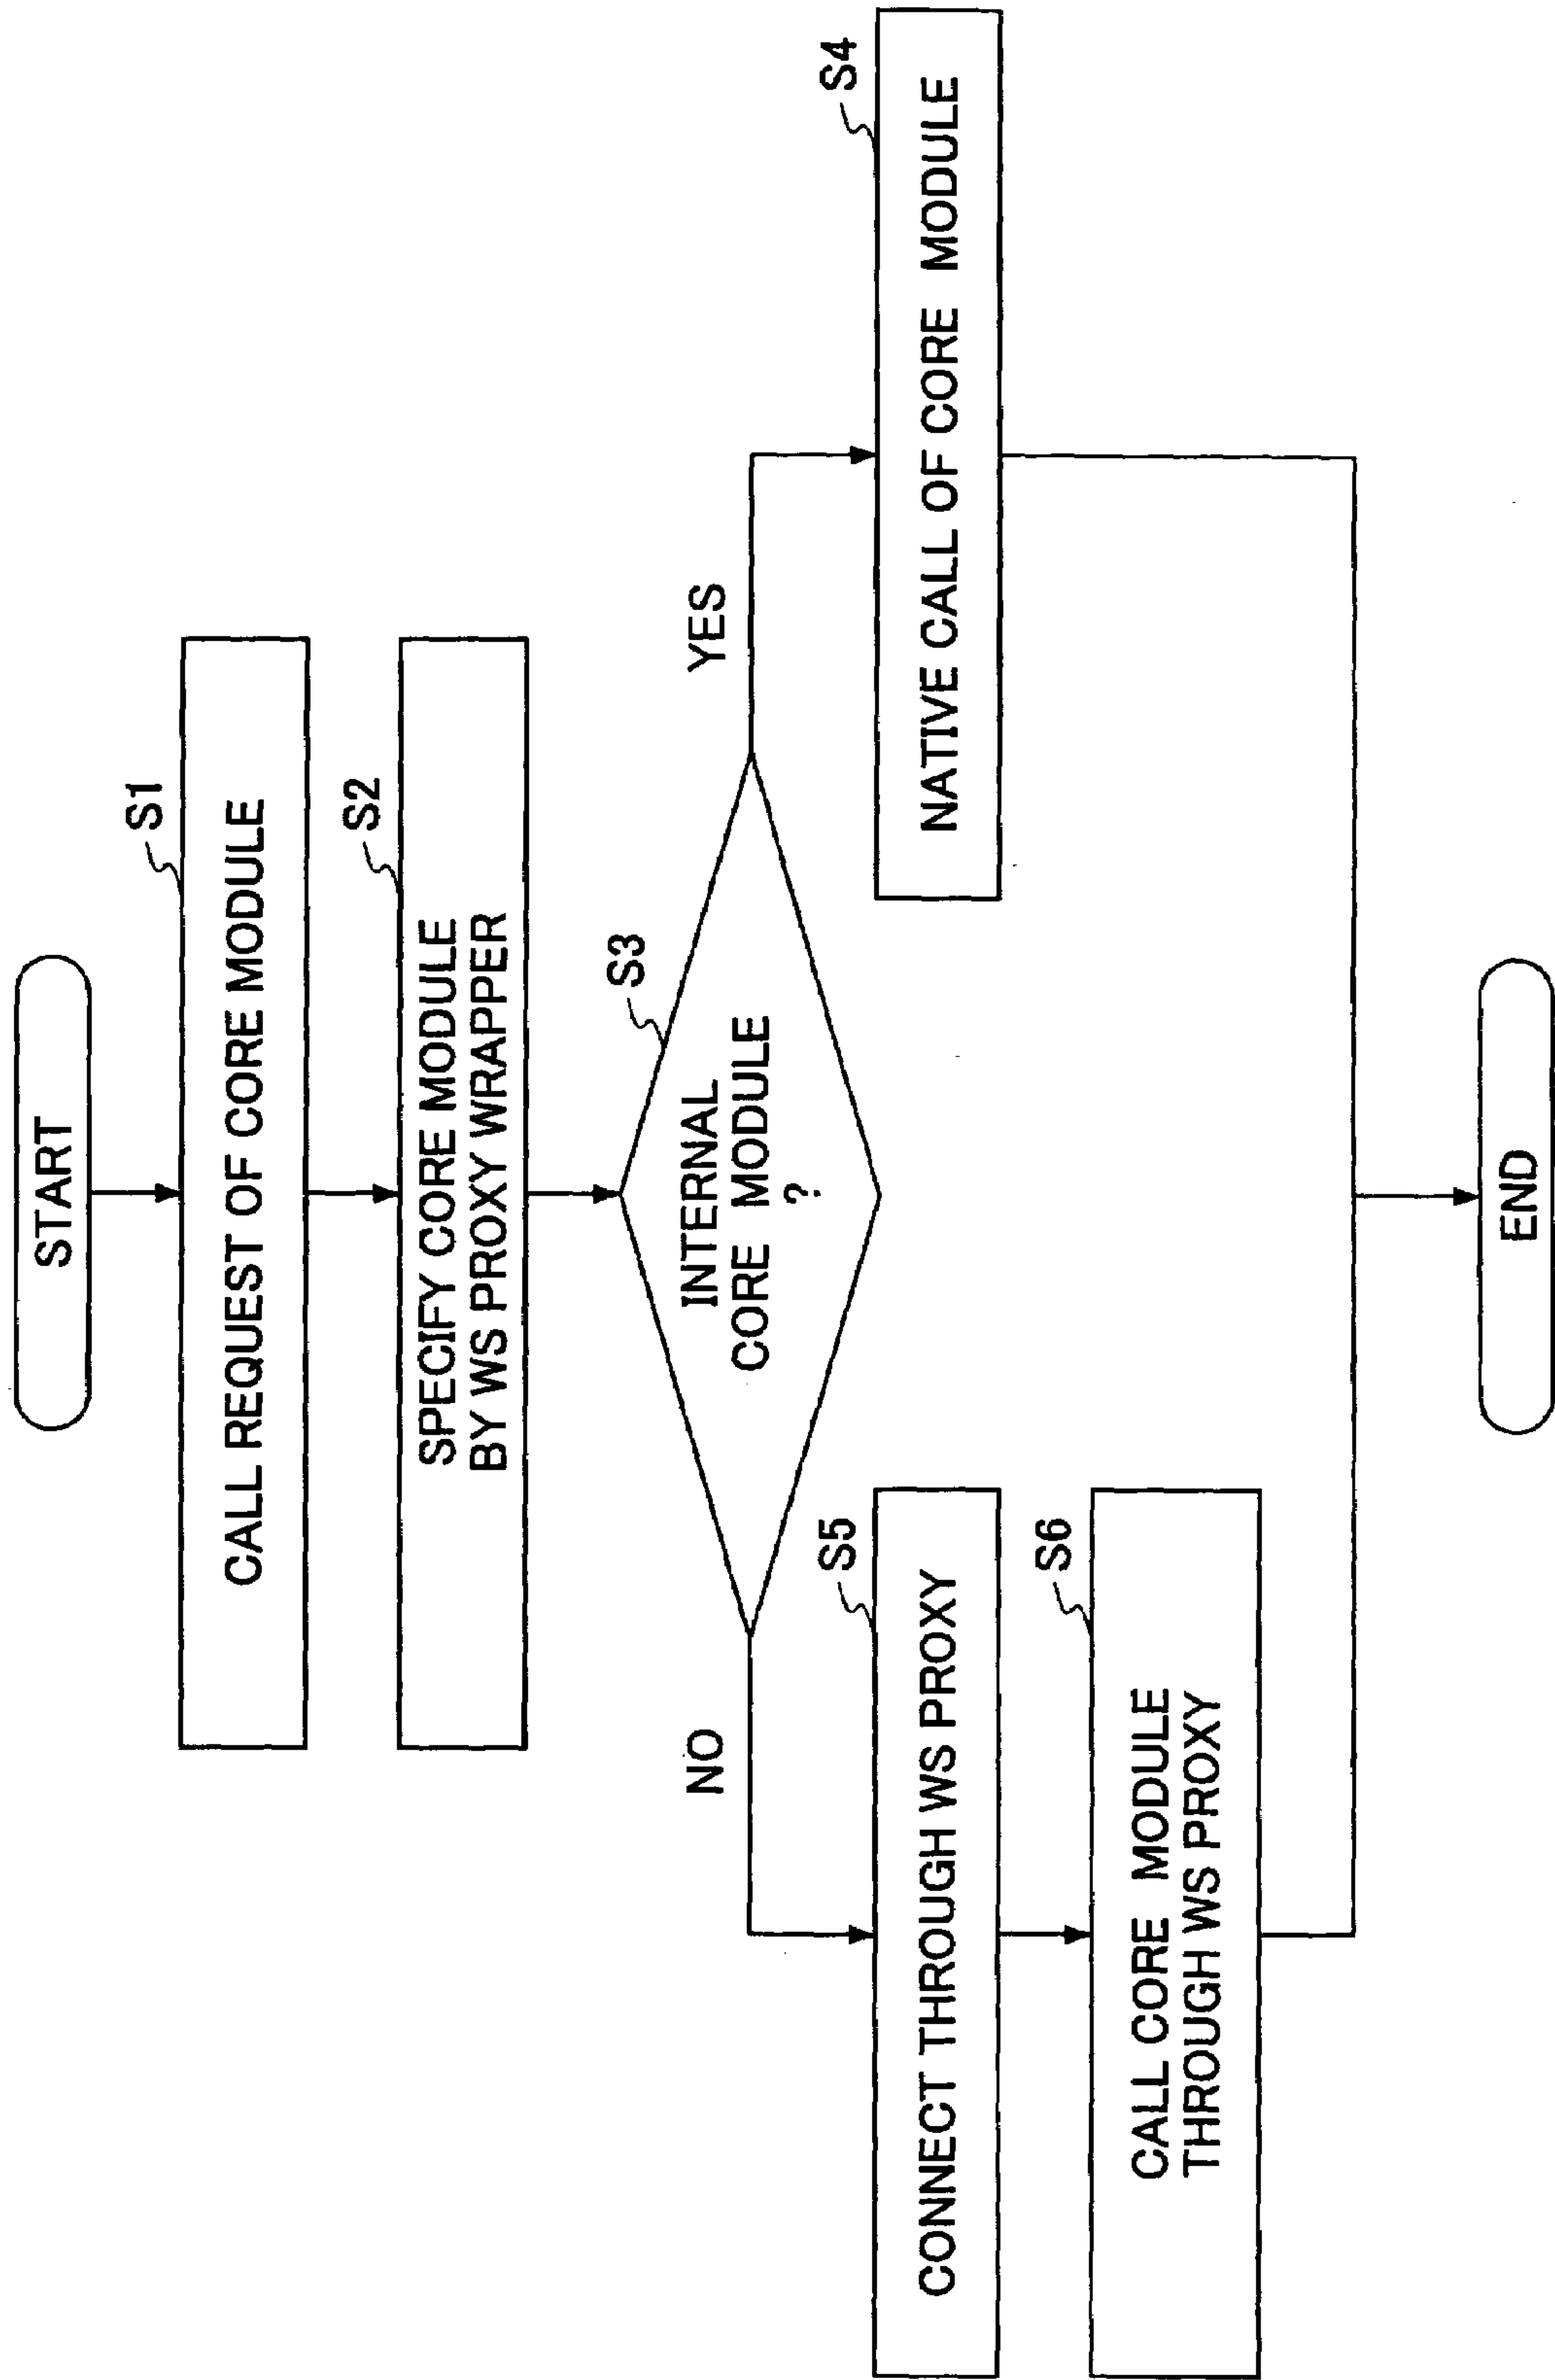 START
S1
CALL REQUEST OF CORE MODULE
S2
SPECIFY CORE MODULE
BY WS PROXY WRAPPER
S3
INTERNAL
CORE MODULE
?
YES
NO
S4
NATIVE CALL OF CORE MODULE
S5
CONNECT THROUGH WS PROXY
S6
CALL CORE MODULE
THROUGH WS PROXY
END